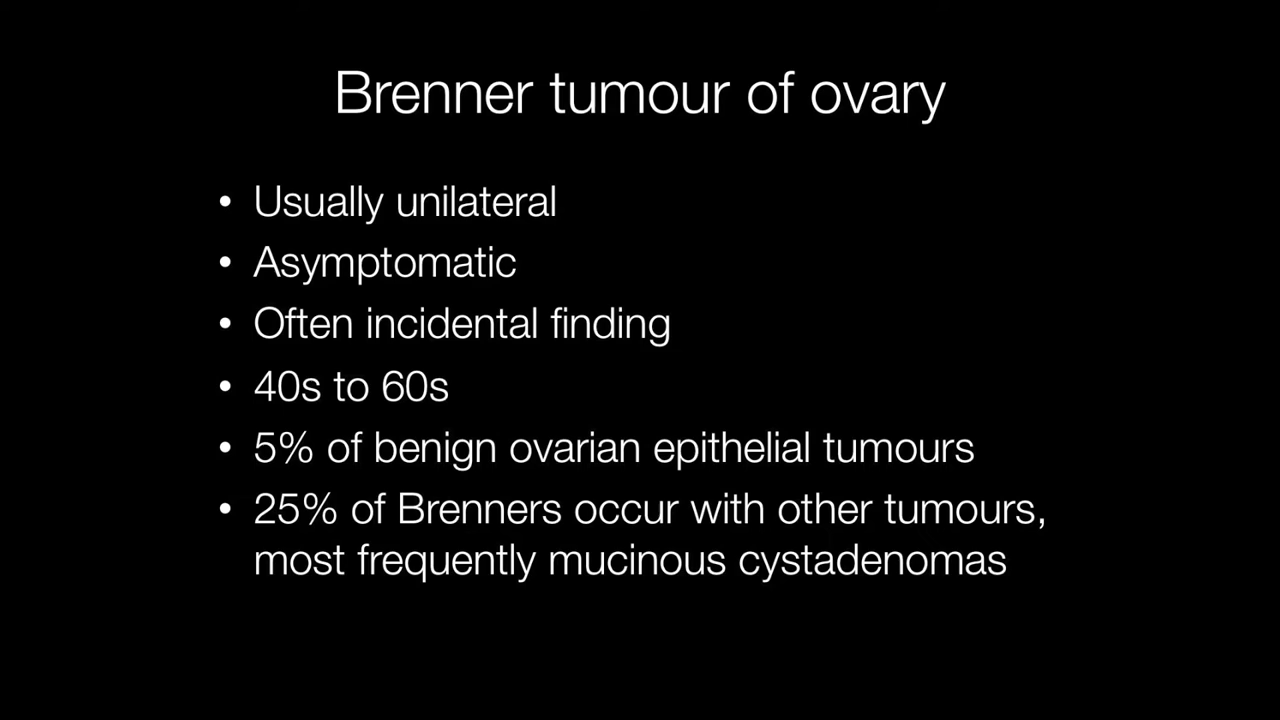 Brenner tumour of ovary
• Usually unilateral
• Asymptomatic
• Often incidental finding
• 40s to 60s
• 5% of benign ovarian epithelial tumours
• 25% of Brenners occur with other tumours,
most frequently mucinous cystadenomas